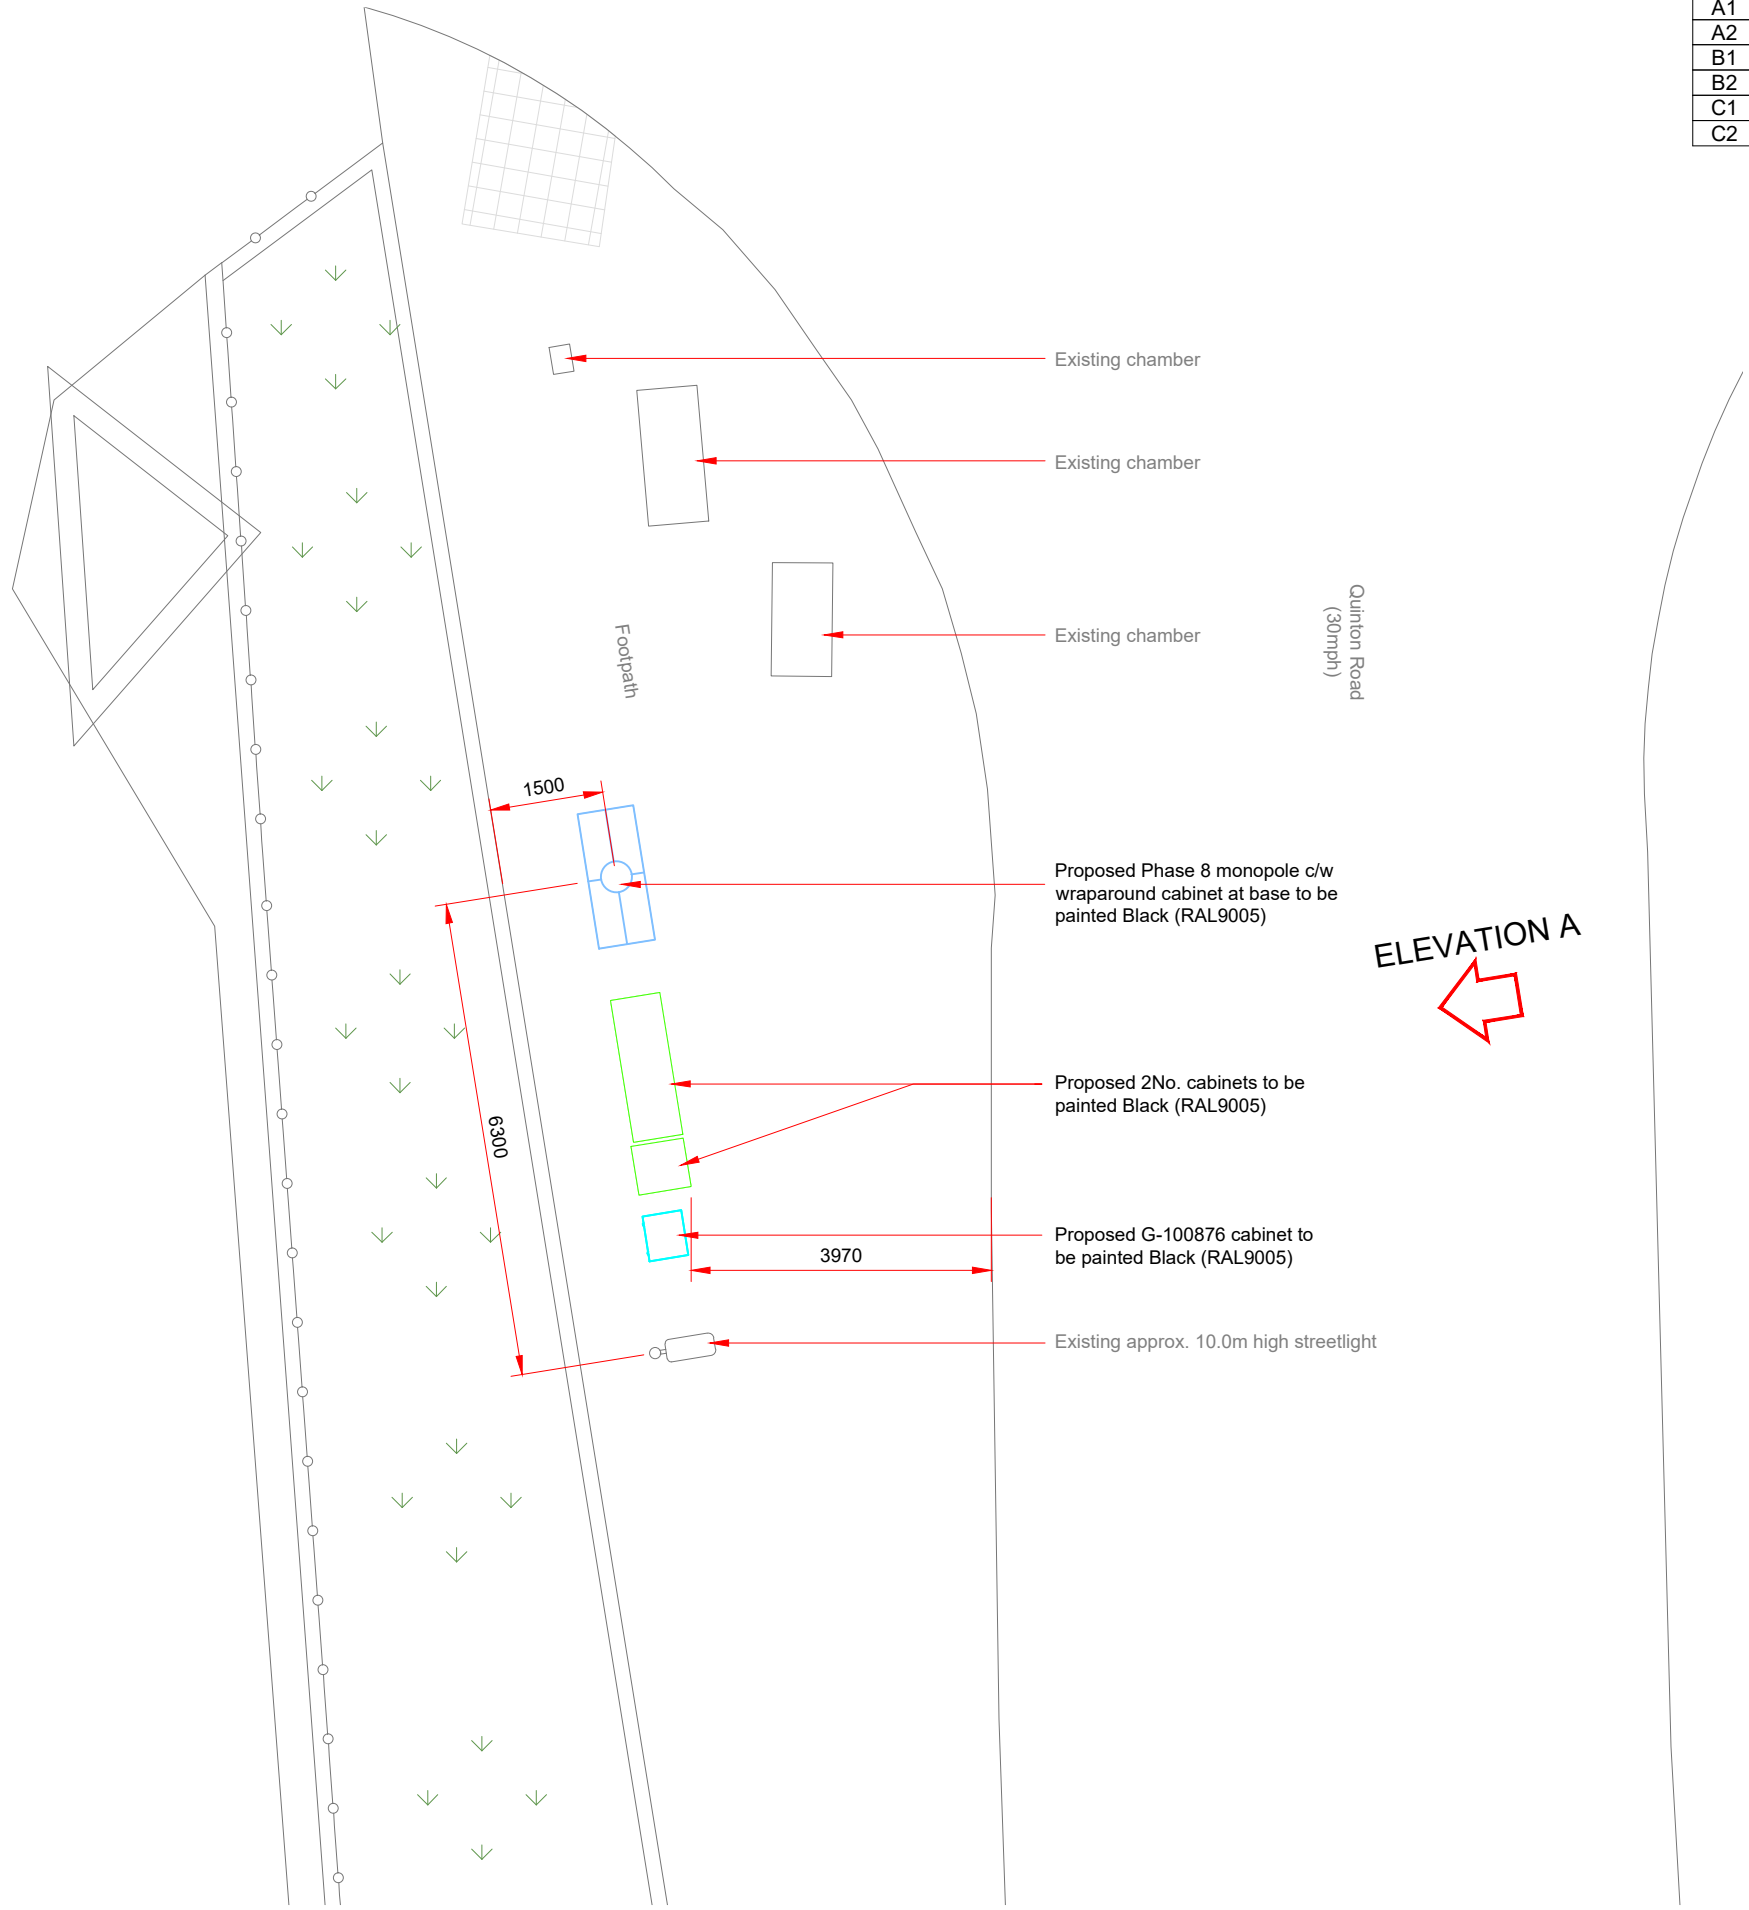 A1
A2
B1
B2
C1
C2
Existing chamber
Existing chamber
Quinton Road
(30mph)
Existing chamber
Footpath
1500
Proposed Phase 8 monopole c/w
wraparound cabinet at base to be
painted Black (RAL9005)
ELEVATION A
Proposed 2No. cabinets to be
painted Black (RAL9005)
6300
Proposed G-100876 cabinet to
be painted Black (RAL9005)
3970
Existing approx. 10.0m high streetlight